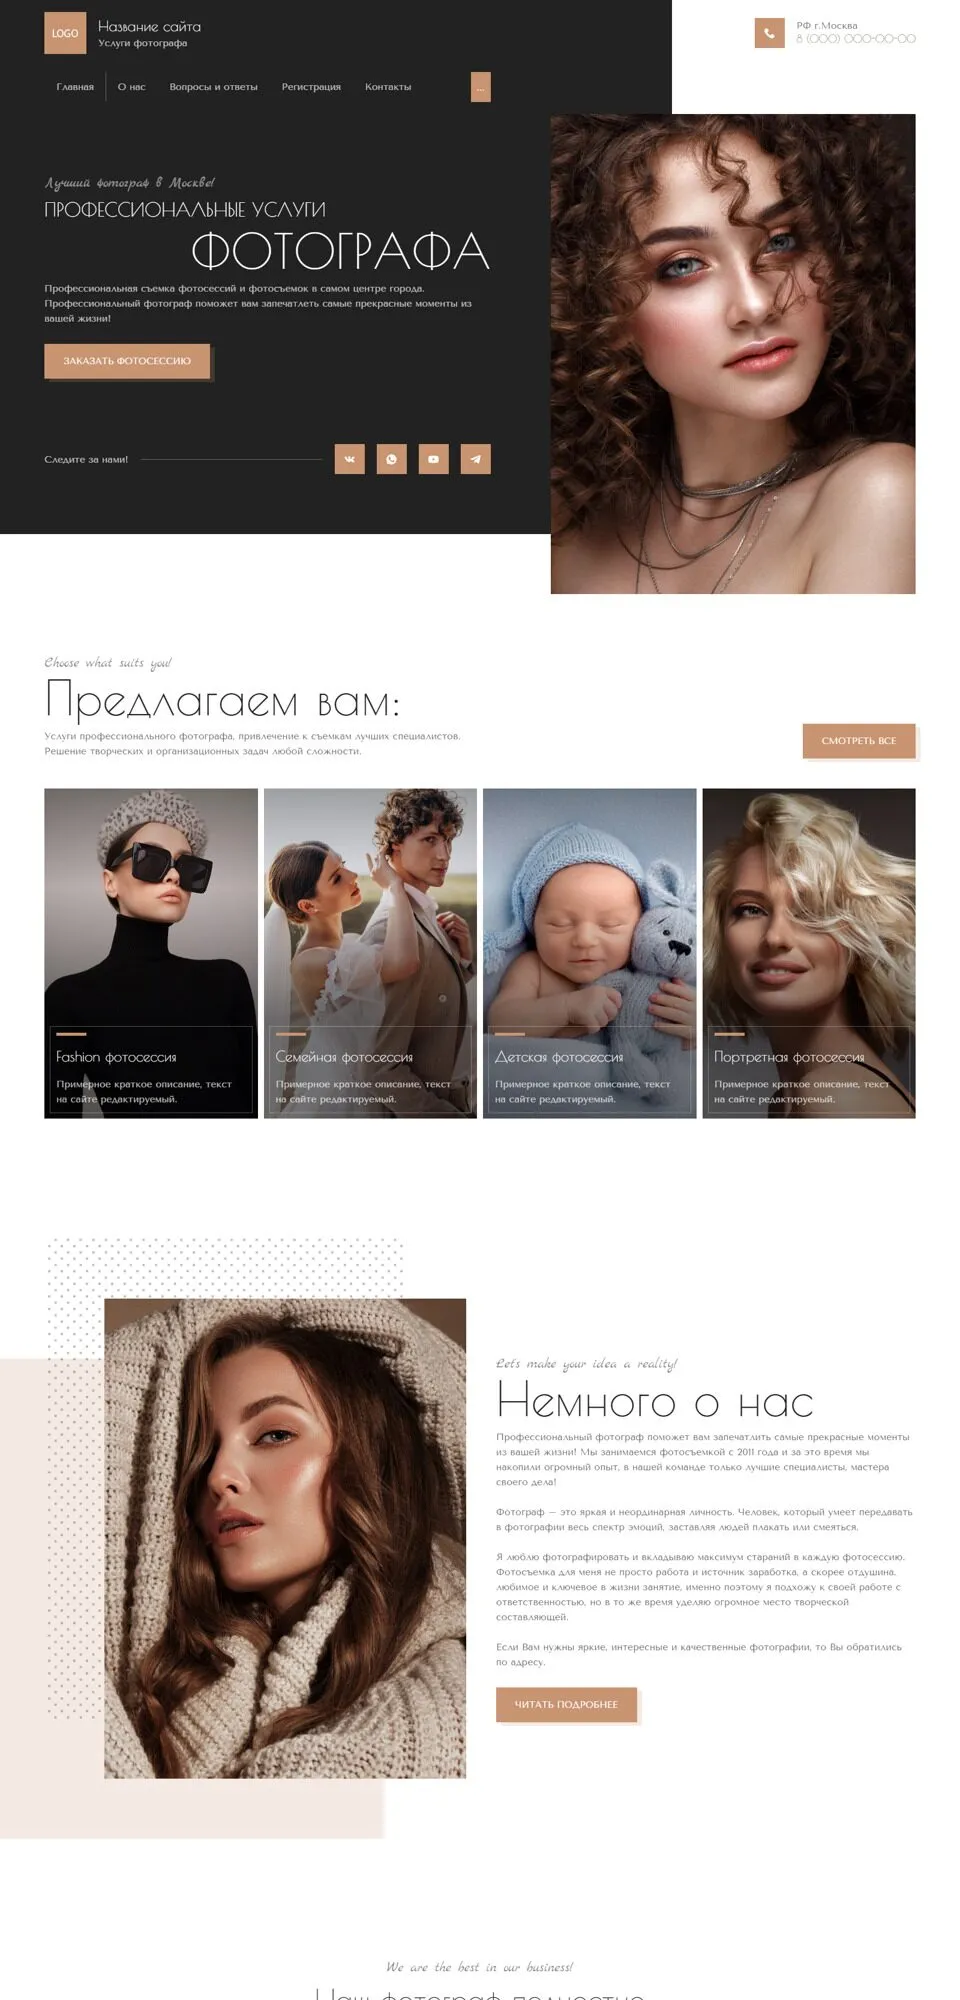 LOGO
Название сайта
Услуги фотографа
РФ г.Москва
8 (000) 000-00-00
Главная
О нас
Вопросы и ответы
Регистрация
Контакты
...
Лучший фотограф в Москве!
ПРОФЕССИОНАЛЬНЫЕ УСЛУГИ
ФОТОГРАФА
Профессиональная съемка фотосессий и фотосъемок в самом центре города.
Профессиональный фотограф поможет вам запечатлеть самые прекрасные моменты из
вашей жизни!
ЗАКАЗАТЬ ФОТОСЕССИЮ
Следите за нами!
Choose what suits you!
Предлагаем вам:
Услуги профессионального фотографа, привлечение к съемкам лучших специалистов.
Решение творческих и организационных задач любой сложности.
СМОТРЕТЬ ВСЕ
Fashion фотосессия
Примерное краткое описание, текст
на сайте редактируемый.
Семейная фотосессия
Примерное краткое описание, текст
на сайте редактируемый.
Детская фотосессия
Примерное краткое описание, текст
на сайте редактируемый.
Портретная фотосессия
Примерное краткое описание, текст
на сайте редактируемый.
Let's make your idea a reality!
Немного о нас
Профессиональный фотограф поможет вам запечатлить самые прекрасные моменты
из вашей жизни! Мы занимаемся фотосъемкой с 2011 года и за это время мы
накопили огромный опыт, в нашей команде только лучшие специалисты, мастера
своего дела!
Фотограф – это яркая и неординарная личность. Человек, который умеет передавать
в фотографии весь спектр эмоций, заставляя людей плакать или смеяться.
Я люблю фотографировать и вкладываю максимум стараний в каждую фотосессию.
Фотосъемка для меня не просто работа и источник заработка, а скорее отдушина,
любимое и ключевое в жизни занятие, именно поэтому я подхожу к своей работе с
ответственностью, но в то же время уделяю огромное место творческой
составляющей.
Если Вам нужны яркие, интересные и качественные фотографии, то Вы обратились
по адресу.
ЧИТАТЬ ПОДРОБНЕЕ
We are the best in our business!
Наш фотограф полностью